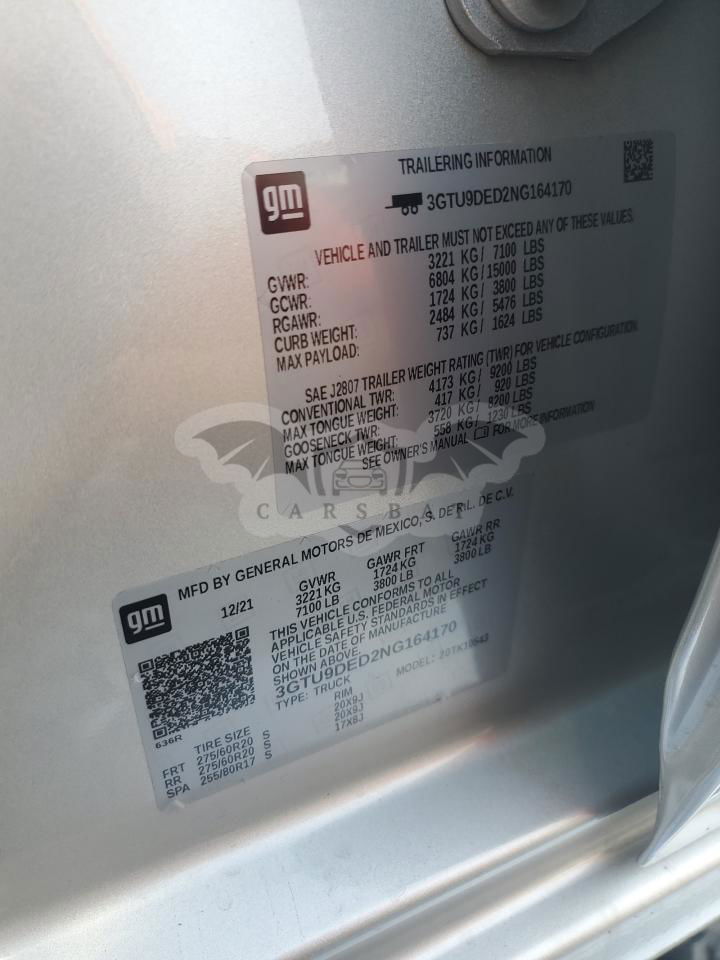 TRAILERING INFORMATION
gm
3GTU9DED2NG164170
VEHICLE AND TRAILER MUST NOT EXCEED ANY OF THESE VALUES.
GVWR: 3221 KG/ 7100 LBS
GCWR: 6804 KG/ 15000 LBS
RGAWR: 1724 KG/ 3800 LBS
CURB WEIGHT: 2484 KG/ 5476 LBS
MAX PAYLOAD: 737 KG/ 1624 LBS
SAE J2807 TRAILER WEIGHT RATING (TWR) FOR VEHICLE CONFIGURATION
CONVENTIONAL TWR: 4173 KG/ 9200 LBS
MAX TONGUE WEIGHT: 417 KG/ 920 LBS
GOOSENECK TWR: 3720 KG/ 8200 LBS
MAX TONGUE WEIGHT: 558 KG/ 1230 LBS
SEE OWNER'S MANUAL FOR MORE INFORMATION
CARSBAT
gm
MFD BY GENERAL MOTORS DE MEXICO, S. DE R.L. DE C.V.
12/21 GVWR GAWR FRT GAWR RR
3221 KG 1724 KG 1724 KG
7100 LB 3800 LB 3800 LB
THIS VEHICLE CONFORMS TO ALL
APPLICABLE U.S. FEDERAL MOTOR
VEHICLE SAFETY STANDARDS IN EFFECT
ON THE DATE OF MANUFACTURE
SHOWN ABOVE.
3GTU9DED2NG164170
TYPE: TRUCK MODEL: 20TK10543
636R
TIRE SIZE RIM
FRT 275/60R20 S 20X9J
RR 275/60R20 S 20X9J
SPA 255/80R17 S 17X8J